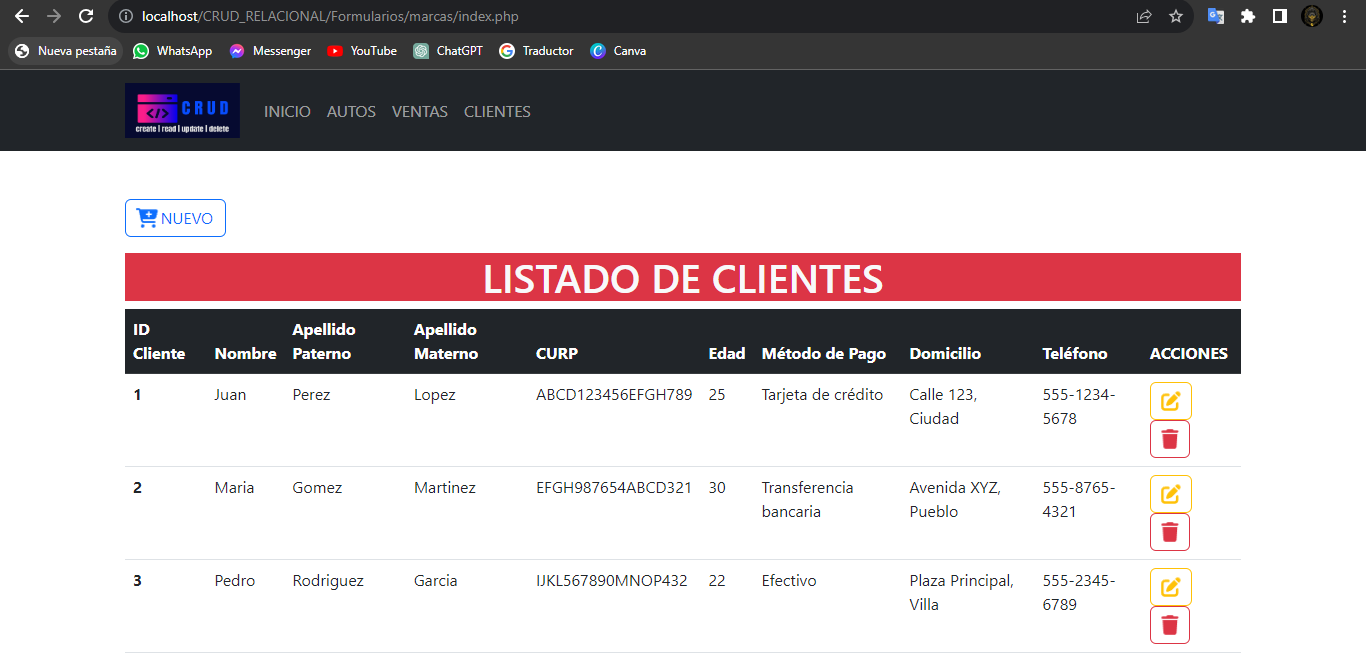 localhost/CRUD_RELACIONAL/Formularios/marcas/index.php
Nueva pestaña WhatsApp Messenger YouTube ChatGPT Traductor Canva
</> CRUD
create | read | update | delete
INICIO AUTOS VENTAS CLIENTES
NUEVO
LISTADO DE CLIENTES
ID Cliente Nombre Apellido Paterno Apellido Materno CURP Edad Método de Pago Domicilio Teléfono ACCIONES
1 Juan Perez Lopez ABCD123456EFGH789 25 Tarjeta de crédito Calle 123, Ciudad 555-1234-5678
2 Maria Gomez Martinez EFGH987654ABCD321 30 Transferencia bancaria Avenida XYZ, Pueblo 555-8765-4321
3 Pedro Rodriguez Garcia IJKL567890MNOP432 22 Efectivo Plaza Principal, Villa 555-2345-6789